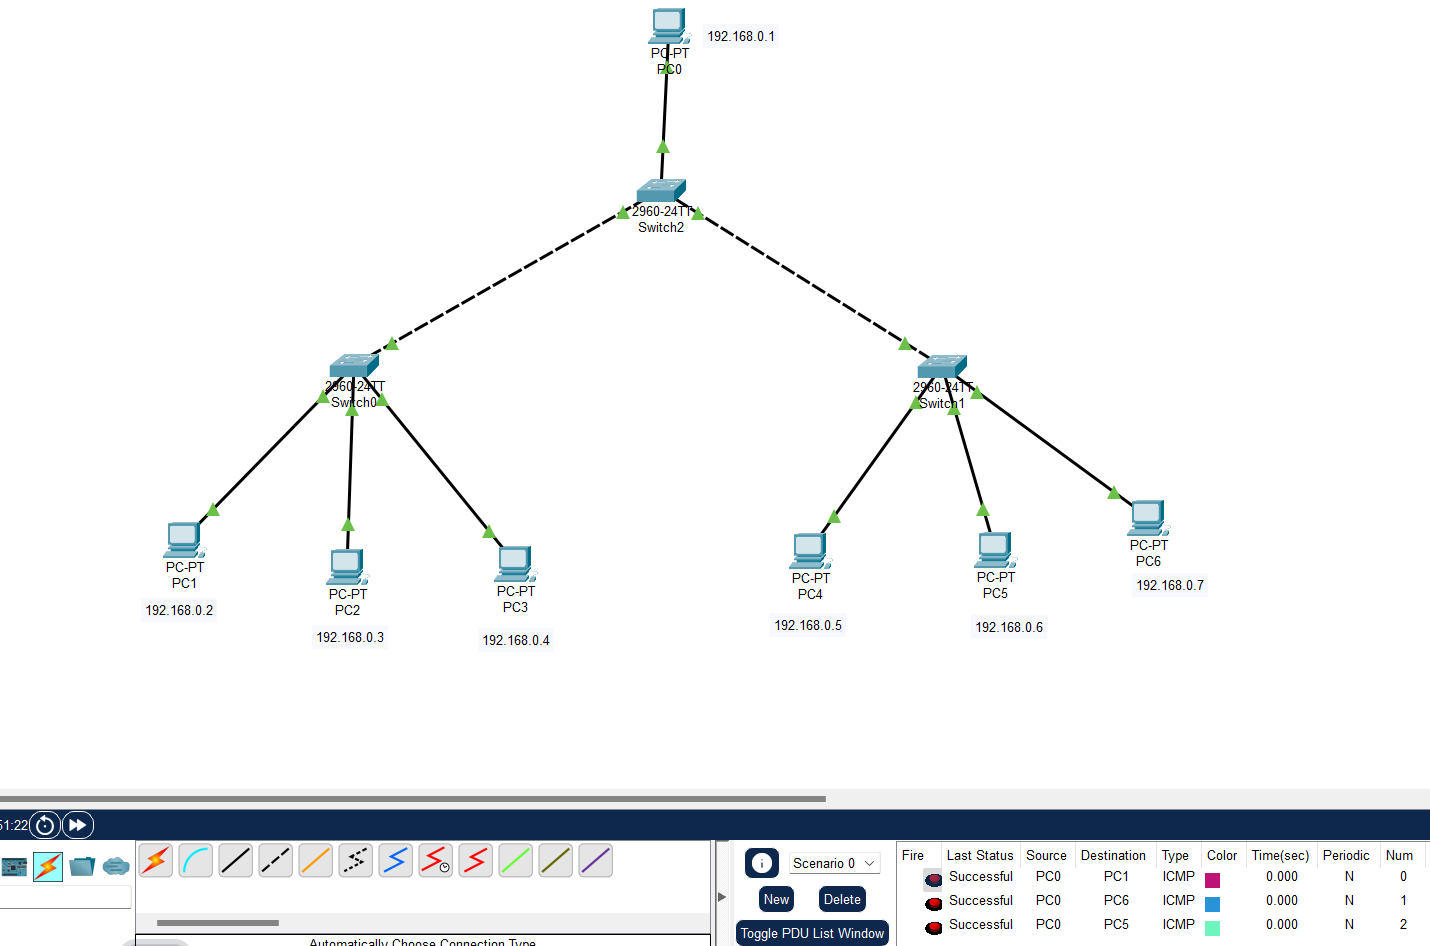 192.168.0.1
PC-PT
PC0
2960-24TT
Switch2
2960-24TT
Switch0
2960-24TT
Switch1
PC-PT
PC1
192.168.0.2
PC-PT
PC2
192.168.0.3
PC-PT
PC3
192.168.0.4
PC-PT
PC4
192.168.0.5
PC-PT
PC5
192.168.0.6
PC-PT
PC6
192.168.0.7
51:22
Automatically Choose Connection Type
Scenario 0
New Delete
Toggle PDU List Window
Fire Last Status Source Destination Type Color Time(sec) Periodic Num
Successful PC0 PC1 ICMP 0.000 N 0
Successful PC0 PC6 ICMP 0.000 N 1
Successful PC0 PC5 ICMP 0.000 N 2